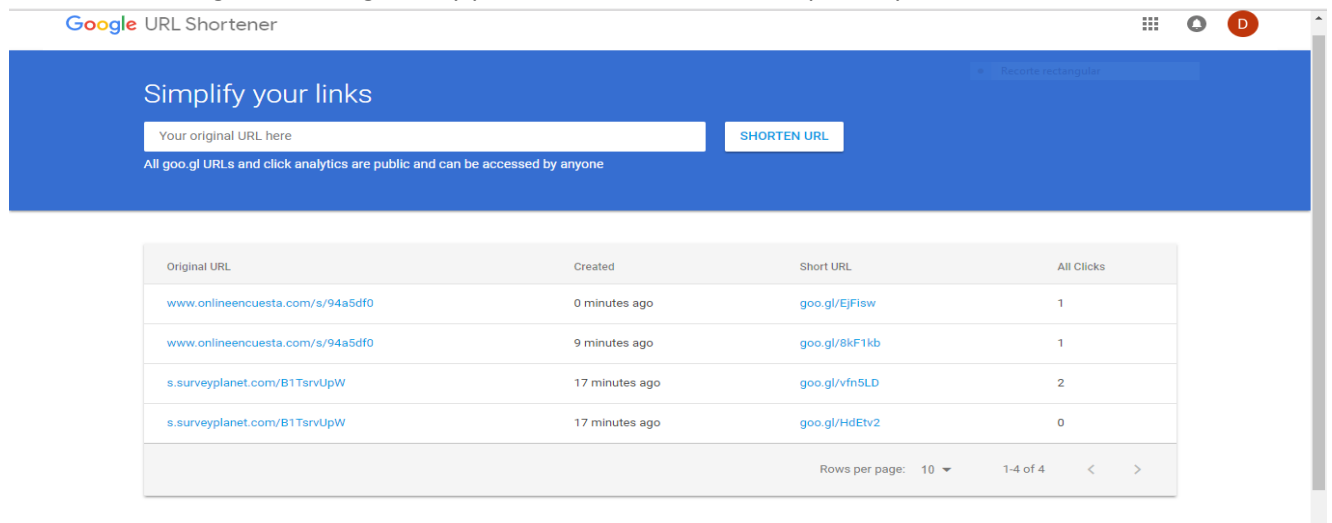 Google URL Shortener
D
Recorte rectangular
Simplify your links
Your original URL here
SHORTEN URL
All goo.gl URLs and click analytics are public and can be accessed by anyone
Original URL Created Short URL All Clicks
www.onlineencuesta.com/s/94a5df0 0 minutes ago goo.gl/EjFisw 1
www.onlineencuesta.com/s/94a5df0 9 minutes ago goo.gl/8kF1kb 1
s.surveyplanet.com/B1TsrvUpW 17 minutes ago goo.gl/vfn5LD 2
s.surveyplanet.com/B1TsrvUpW 17 minutes ago goo.gl/HdEtv2 0
Rows per page: 10 1-4 of 4